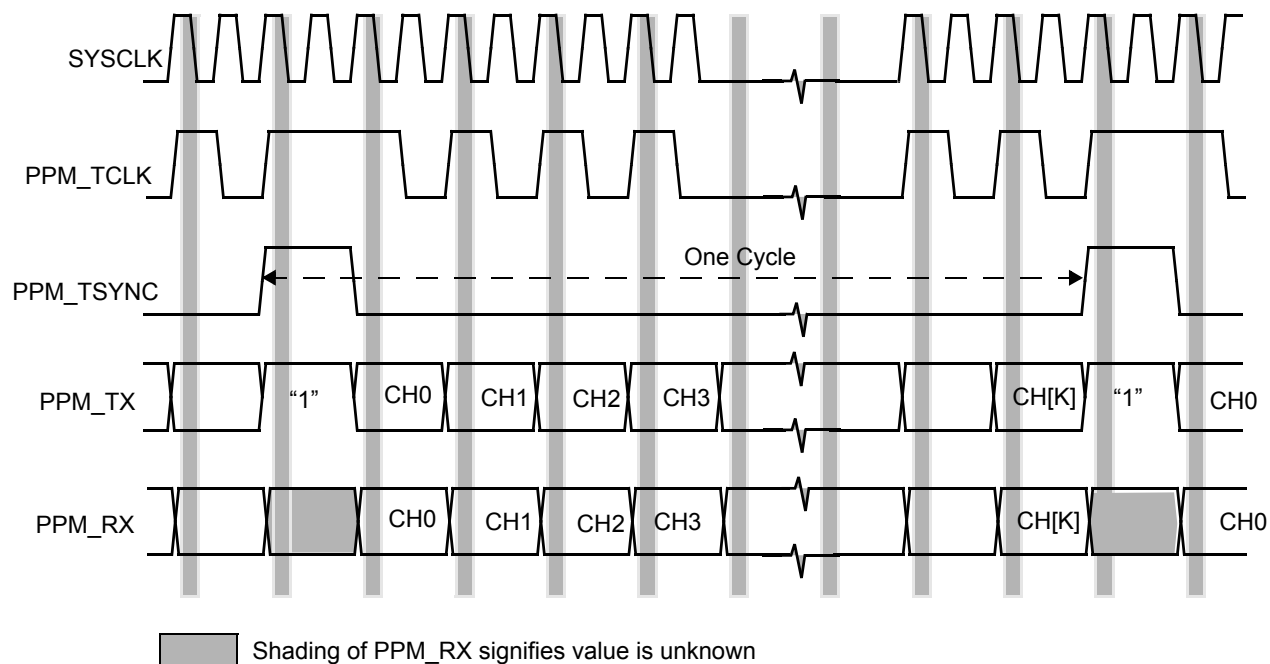 SYSCLK
PPM_TCLK
One Cycle
PPM_TSYNC
PPM_TX “1” CH0 CH1 CH2 CH3 CH[K] “1” CH0
PPM_RX CH0 CH1 CH2 CH3 CH[K] CH0
Shading of PPM_RX signifies value is unknown